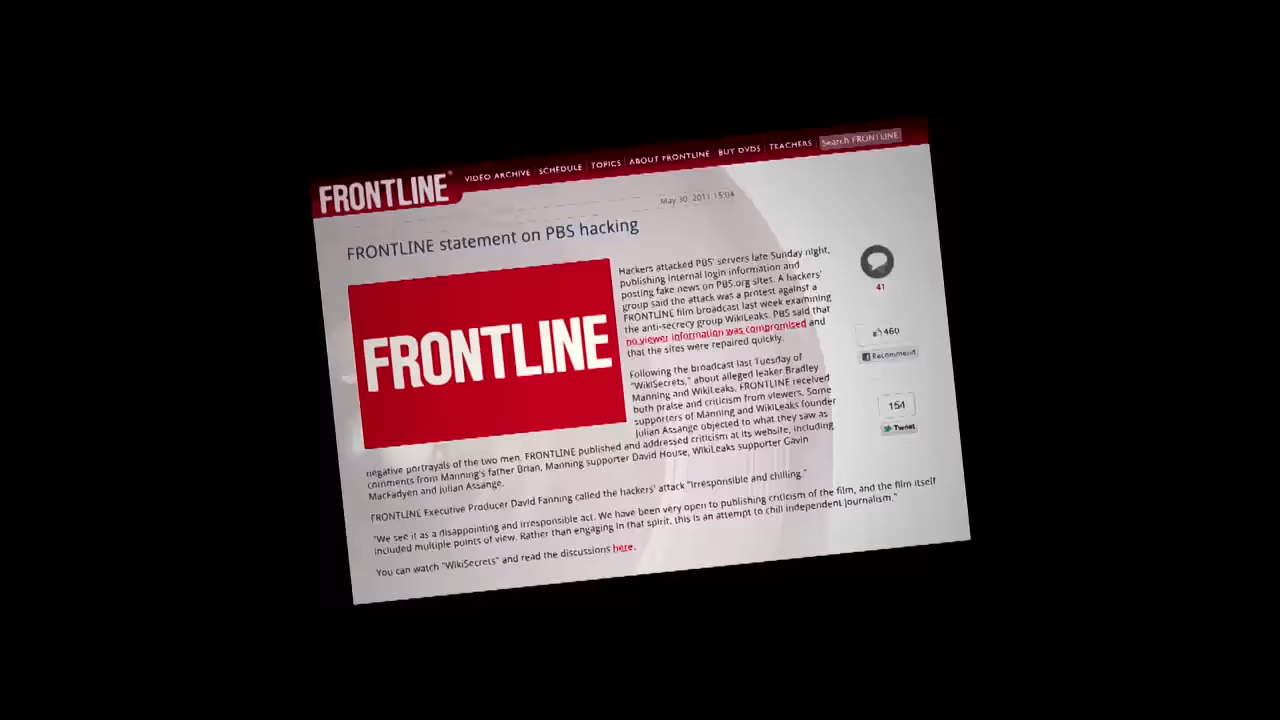 FRONTLINE®
VIDEO ARCHIVE | SCHEDULE | TOPICS | ABOUT FRONTLINE | BUY DVDS | TEACHERS
Search FRONTLINE
May 30, 2011 15:04
FRONTLINE statement on PBS hacking
FRONTLINE
Hackers attacked PBS' servers late Sunday night,
publishing internal login information and
posting fake news on PBS.org sites. A hackers'
group said the attack was a protest against a
FRONTLINE film broadcast last week examining
the anti-secrecy group WikiLeaks. PBS said that
no viewer information was compromised and
that the sites were repaired quickly.
Following the broadcast last Tuesday of
"WikiSecrets," about alleged leaker Bradley
Manning and WikiLeaks, FRONTLINE received
both praise and criticism from viewers. Some
supporters of Manning and WikiLeaks founder
Julian Assange objected to what they saw as
negative portrayals of the two men. FRONTLINE published and addressed criticism at its website, including
comments from Manning's father Brian, Manning supporter David House, WikiLeaks supporter Gavin
MacFadyen and Julian Assange.
FRONTLINE Executive Producer David Fanning called the hackers' attack "irresponsible and chilling."
"We see it as a disappointing and irresponsible act. We have been very open to publishing criticism of the film, and the film itself
included multiple points of view. Rather than engaging in that spirit, this is an attempt to chill independent journalism."
You can watch "WikiSecrets" and read the discussions here.
41
460
Recommend
154
Tweet